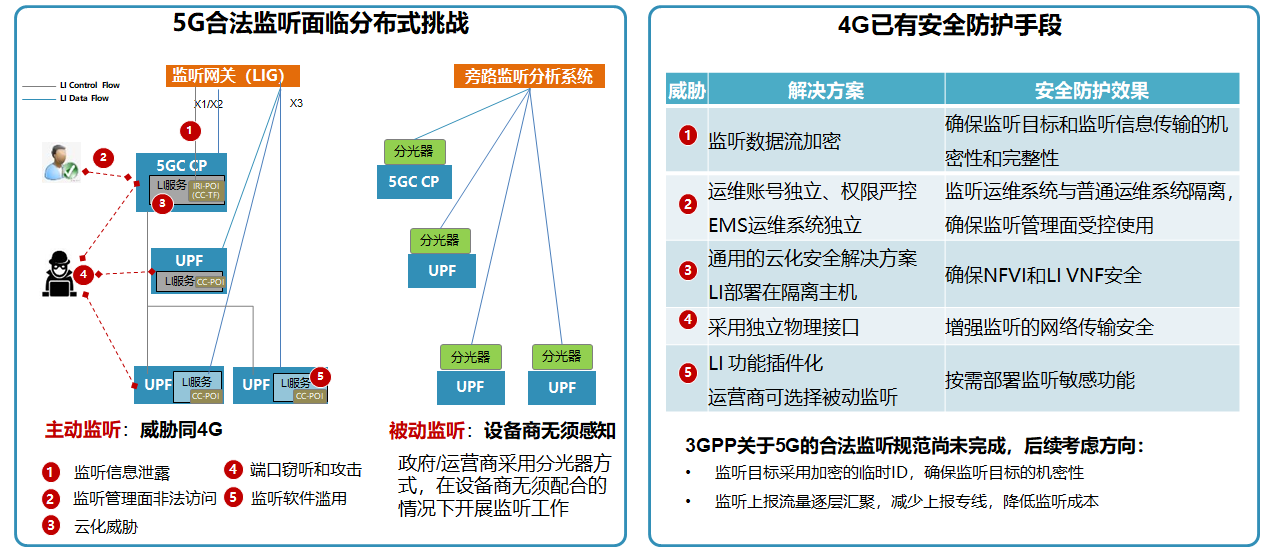 5G合法监听面临分布式挑战
LI Control Flow
LI Data Flow
监听网关（LIG）
X1/X2
X3
1
2
5GC CP
LI服务
IRI-POI
(CC-TF)
3
4
UPF
LI服务
CC-POI
UPF
LI服务
CC-POI
UPF
LI服务
CC-POI
5
旁路监听分析系统
分光器
5GC CP
分光器
UPF
分光器
UPF
分光器
UPF
主动监听：威胁同4G
1 监听信息泄露
2 监听管理面非法访问
3 云化威胁
4 端口窃听和攻击
5 监听软件滥用
被动监听：设备商无须感知
政府/运营商采用分光器方
式，在设备商无须配合的
情况下开展监听工作
4G已有安全防护手段
威胁 解决方案 安全防护效果
1 监听数据流加密 确保监听目标和监听信息传输的机
密性和完整性
2 运维账号独立、权限严控 监听运维系统与普通运维系统隔离，
EMS运维系统独立 确保监听管理面受控使用
3 通用的云化安全解决方案 确保NFVI和LI VNF安全
LI部署在隔离主机
4 采用独立物理接口 增强监听的网络传输安全
5 LI 功能插件化 按需部署监听敏感功能
运营商可选择被动监听
3GPP关于5G的合法监听规范尚未完成，后续考虑方向：
• 监听目标采用加密的临时ID，确保监听目标的机密性
• 监听上报流量逐层汇聚，减少上报专线，降低监听成本